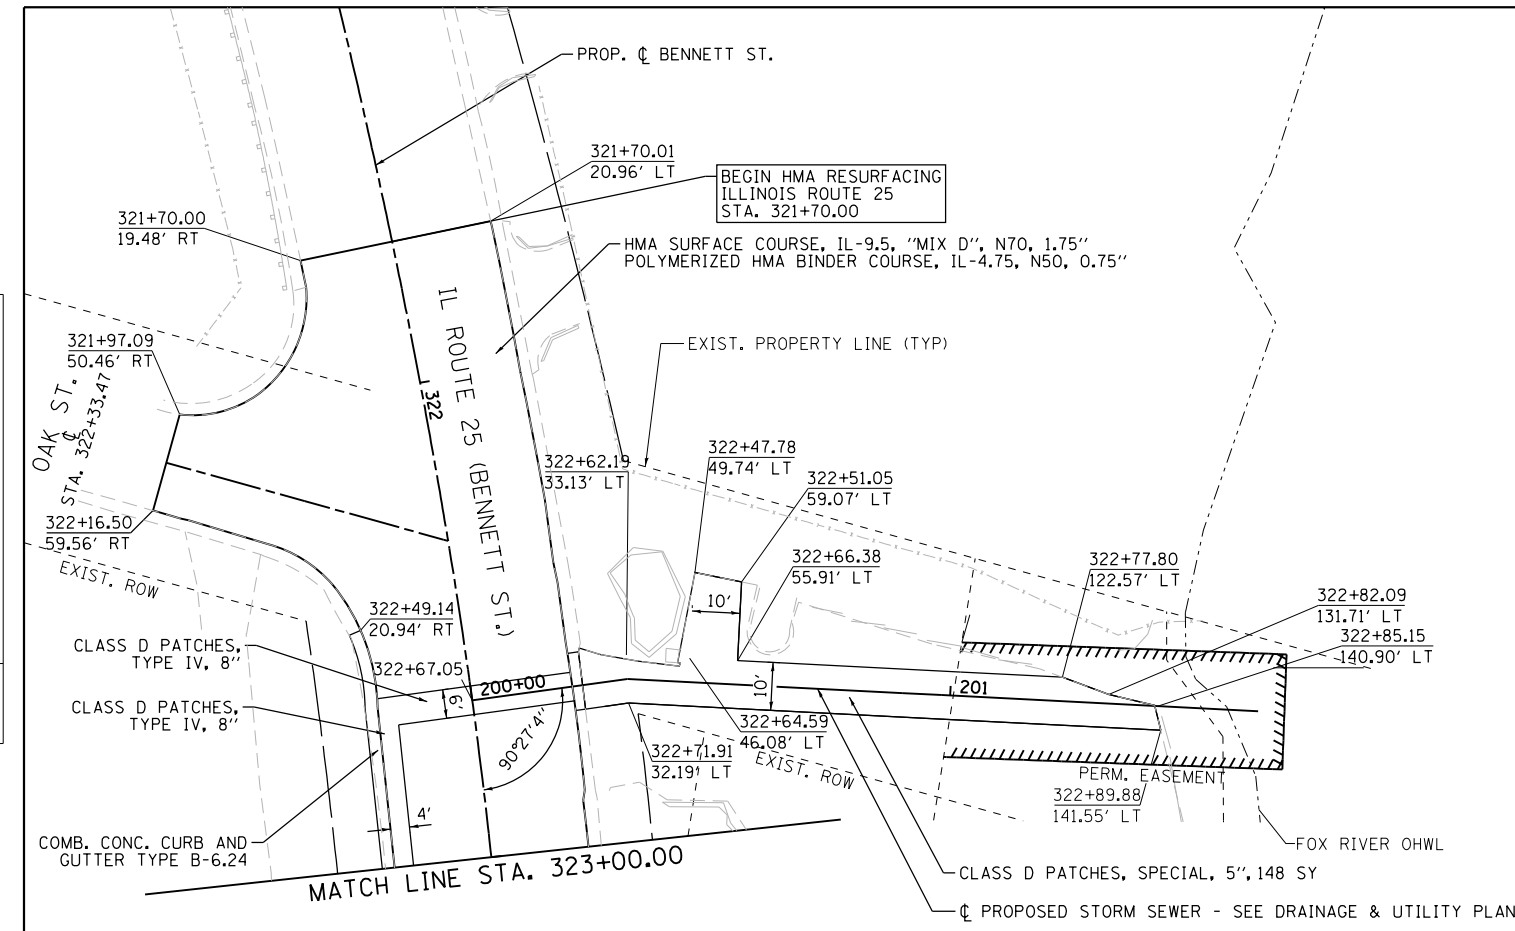 PROP. ℄ BENNETT ST.
321+70.01
20.96' LT
BEGIN HMA RESURFACING
ILLINOIS ROUTE 25
STA. 321+70.00
321+70.00
19.48' RT
HMA SURFACE COURSE, IL-9.5, "MIX D", N70, 1.75"
POLYMERIZED HMA BINDER COURSE, IL-4.75, N50, 0.75"
321+97.09
50.46' RT
EXIST. PROPERTY LINE (TYP)
OAK ST.
℄
STA. 322+33.47
322
IL ROUTE 25 (BENNETT ST.)
322+62.19
33.13' LT
322+47.78
49.74' LT
322+51.05
59.07' LT
322+16.50
59.56' RT
EXIST. ROW
322+66.38
55.91' LT
322+77.80
122.57' LT
322+82.09
131.71' LT
322+85.15
140.90' LT
10'
322+49.14
20.94' RT
CLASS D PATCHES,
TYPE IV, 8"
322+67.05
200+00
6'
10'
201
CLASS D PATCHES,
TYPE IV, 8"
90°27'4"
322+64.59
46.08' LT
322+71.91
32.19' LT
EXIST. ROW
PERM. EASEMENT
322+89.88
141.55' LT
4'
COMB. CONC. CURB AND
GUTTER TYPE B-6.24
MATCH LINE STA. 323+00.00
FOX RIVER OHWL
CLASS D PATCHES, SPECIAL, 5", 148 SY
℄ PROPOSED STORM SEWER - SEE DRAINAGE & UTILITY PLAN